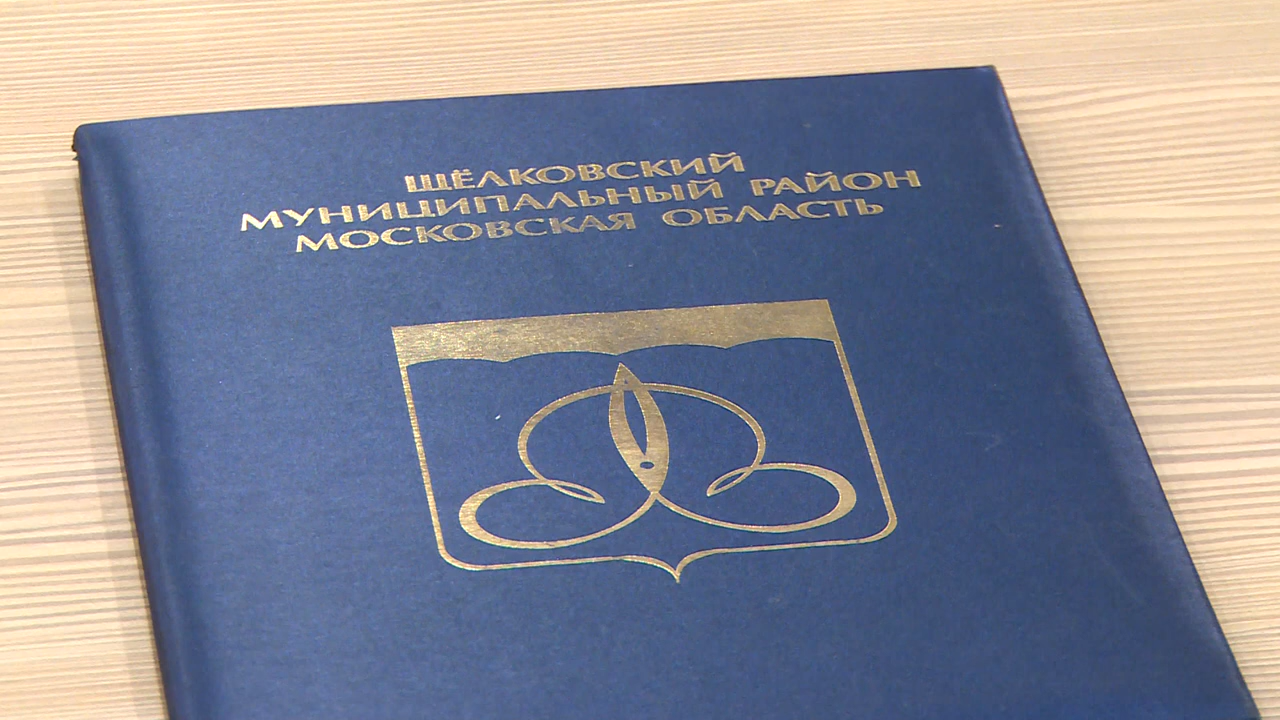 ЩЁЛКОВСКИЙ
МУНИЦИПАЛЬНЫЙ РАЙОН
МОСКОВСКАЯ ОБЛАСТЬ